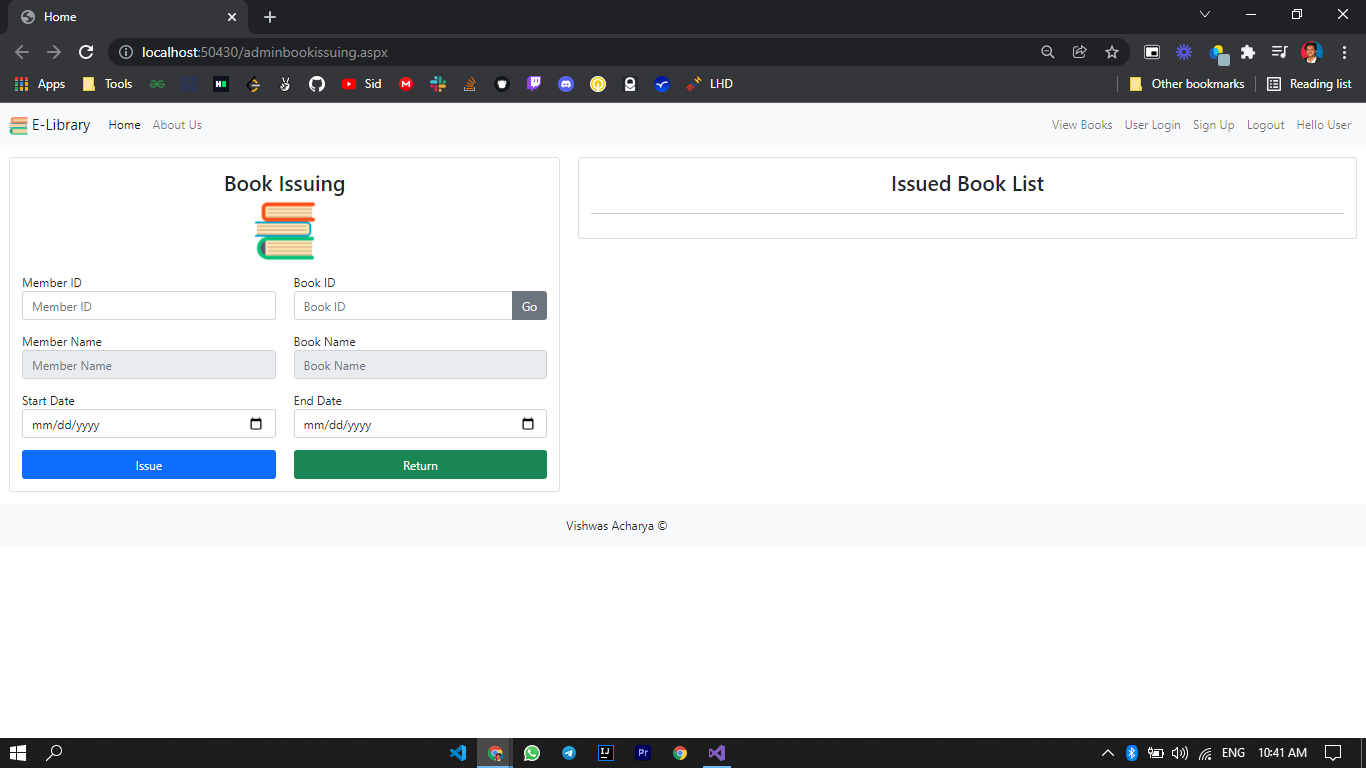 Home
localhost:50430/adminbookissuing.aspx
Apps Tools Sid M LHD Other bookmarks Reading list
E-Library Home About Us View Books User Login Sign Up Logout Hello User
Book Issuing
Member ID Book ID
Member ID Book ID Go
Member Name Book Name
Member Name Book Name
Start Date End Date
mm/dd/yyyy mm/dd/yyyy
Issue Return
Issued Book List
Vishwas Acharya ©
IJ Pr ENG 10:41 AM